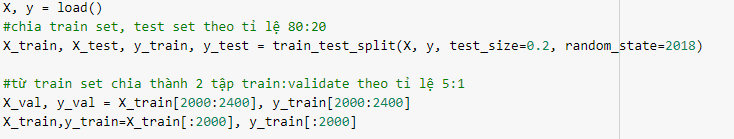 X, y = load()
#chia train set, test set theo tỉ lệ 80:20
X_train, X_test, y_train, y_test = train_test_split(X, y, test_size=0.2, random_state=2018)
#từ train set chia thành 2 tập train:validate theo tỉ lệ 5:1
X_val, y_val = X_train[2000:2400], y_train[2000:2400]
X_train,y_train=X_train[:2000], y_train[:2000]